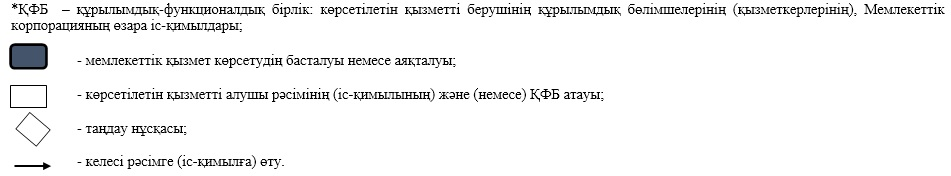 *ҚФБ – құрылымдық-функционалдық бірлік: көрсетілетін қызметті берушінің құрылымдық бөлімшелерінің (қызметкерлерінің), Мемлекеттік
корпорацияның өзара іс-қимылдары;
- мемлекеттік қызмет көрсетудің басталуы немесе аяқталуы;
- көрсетілетін қызметті алушы рәсімінің (іс-қимылының) және (немесе) ҚФБ атауы;
- таңдау нұсқасы;
- келесі рәсімге (іс-қимылға) өту.